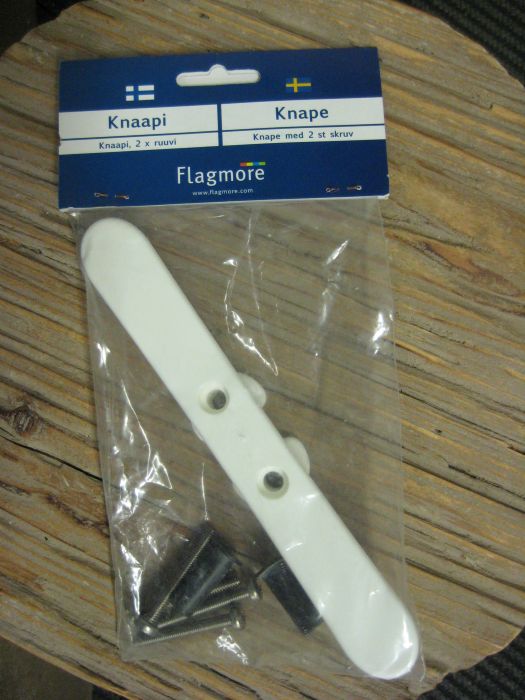 Knaapi
Knape
Knaapi, 2 x ruuvi
Knape med 2 st skruv
Flagmore
www.flagmore.com